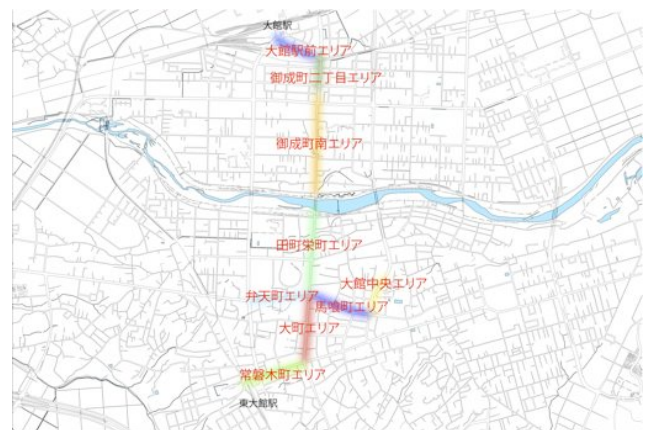 大館駅
大館駅前エリア
御成町二丁目エリア
御成町南エリア
田町栄町エリア
大館中央エリア
弁天町エリア
馬喰町エリア
大町エリア
常磐木町エリア
東大館駅